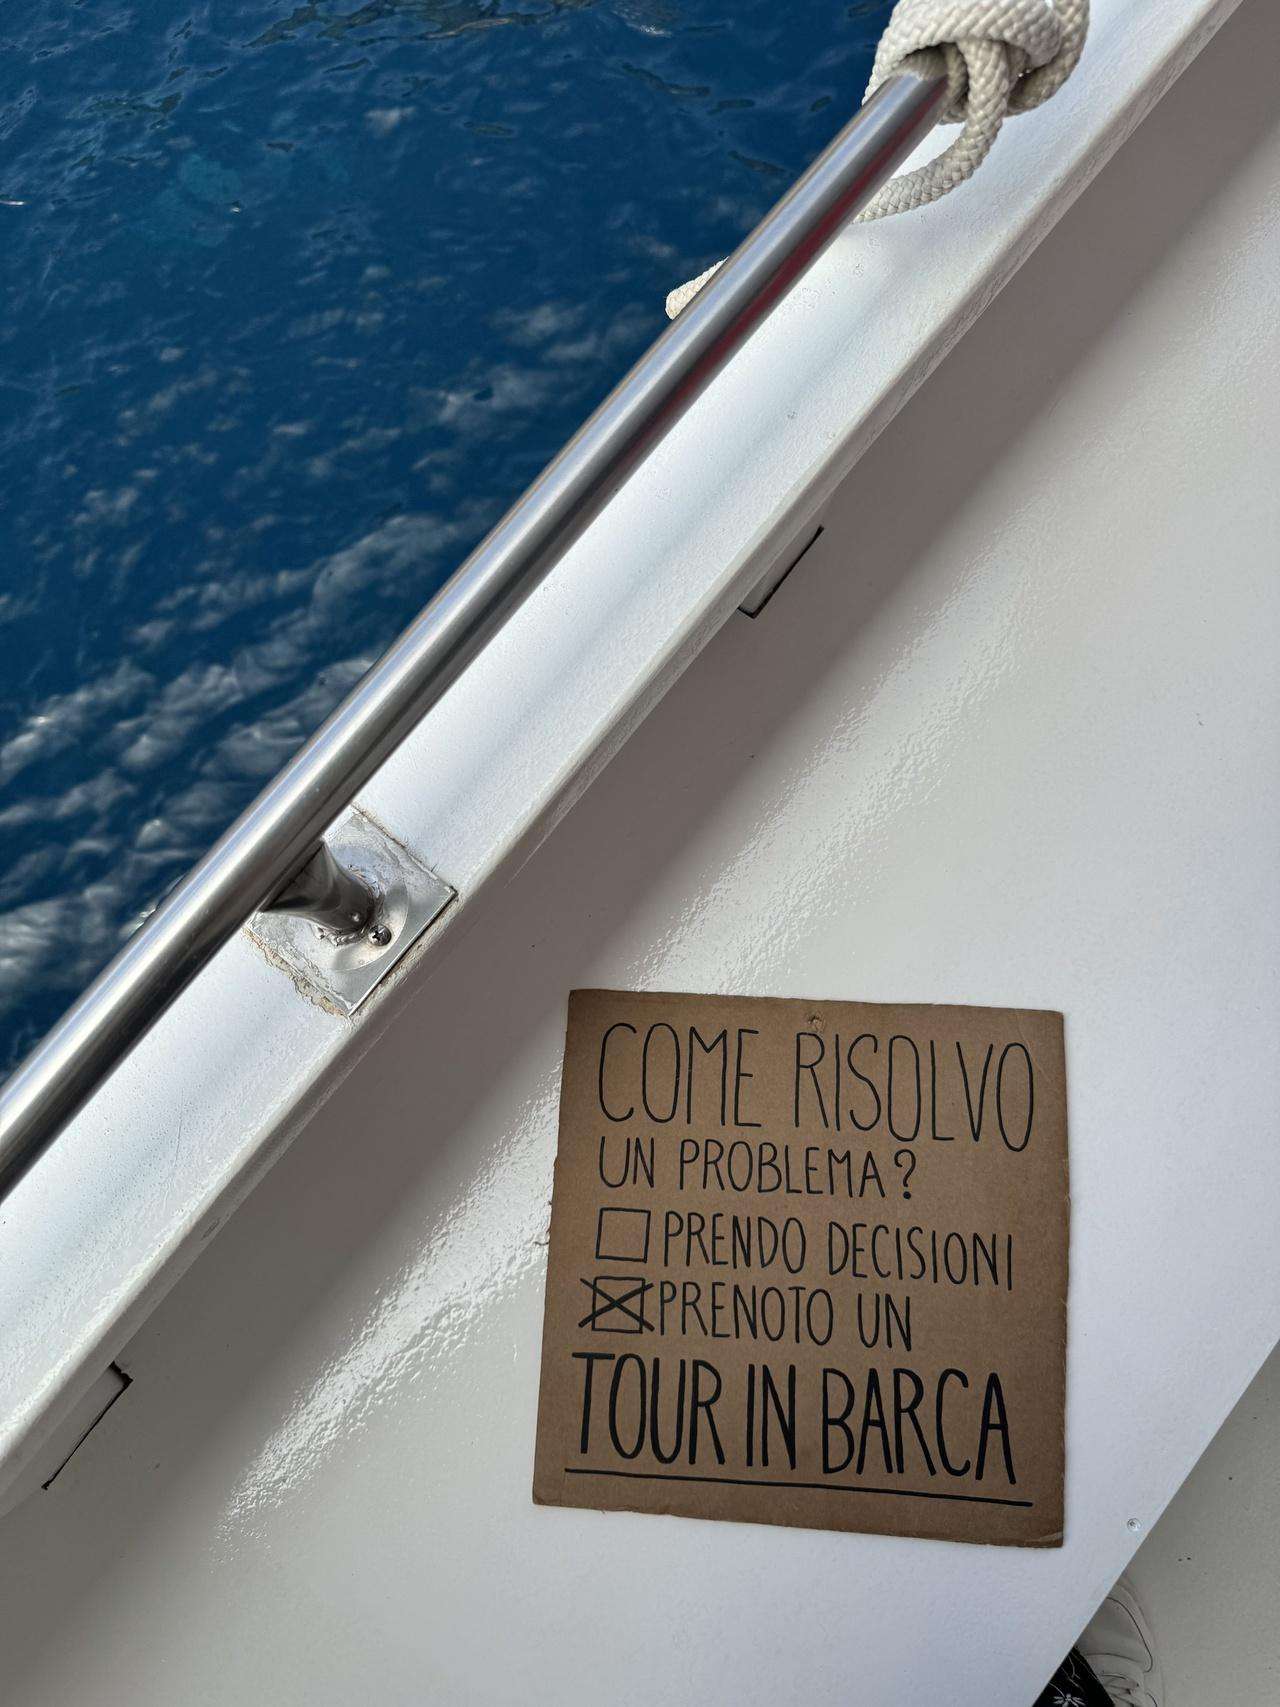 COME RISOLVO
UN PROBLEMA?
PRENDO DECISIONI
PRENOTO UN
TOUR IN BARCA